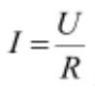 I = U/R